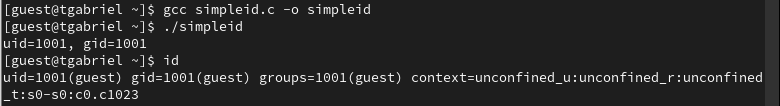 [guest@tgabriel ~]$ gcc simpleid.c -o simpleid
[guest@tgabriel ~]$ ./simpleid
uid=1001, gid=1001
[guest@tgabriel ~]$ id
uid=1001(guest) gid=1001(guest) groups=1001(guest) context=unconfined_u:unconfined_r:unconfined
_t:s0-s0:c0.c1023